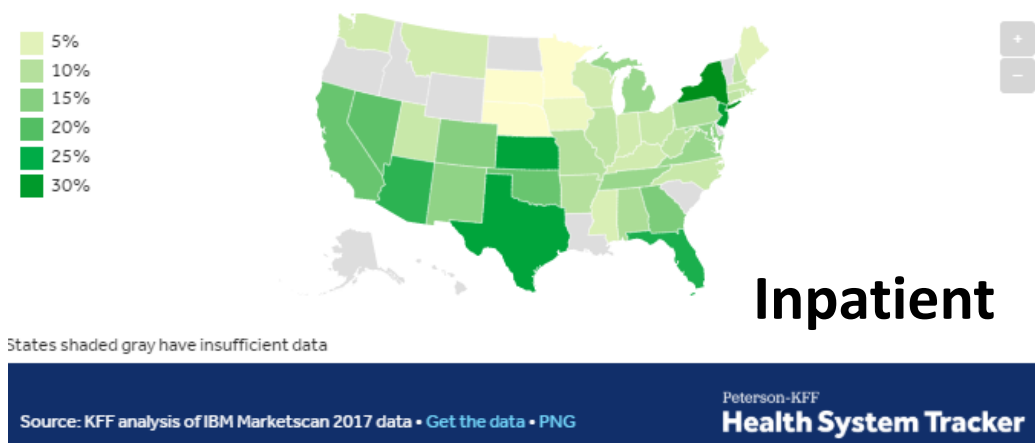 5%
10%
15%
20%
25%
30%
+
–
Inpatient
States shaded gray have insufficient data
Peterson-KFF
Source: KFF analysis of IBM Marketscan 2017 data • Get the data • PNG
Health System Tracker